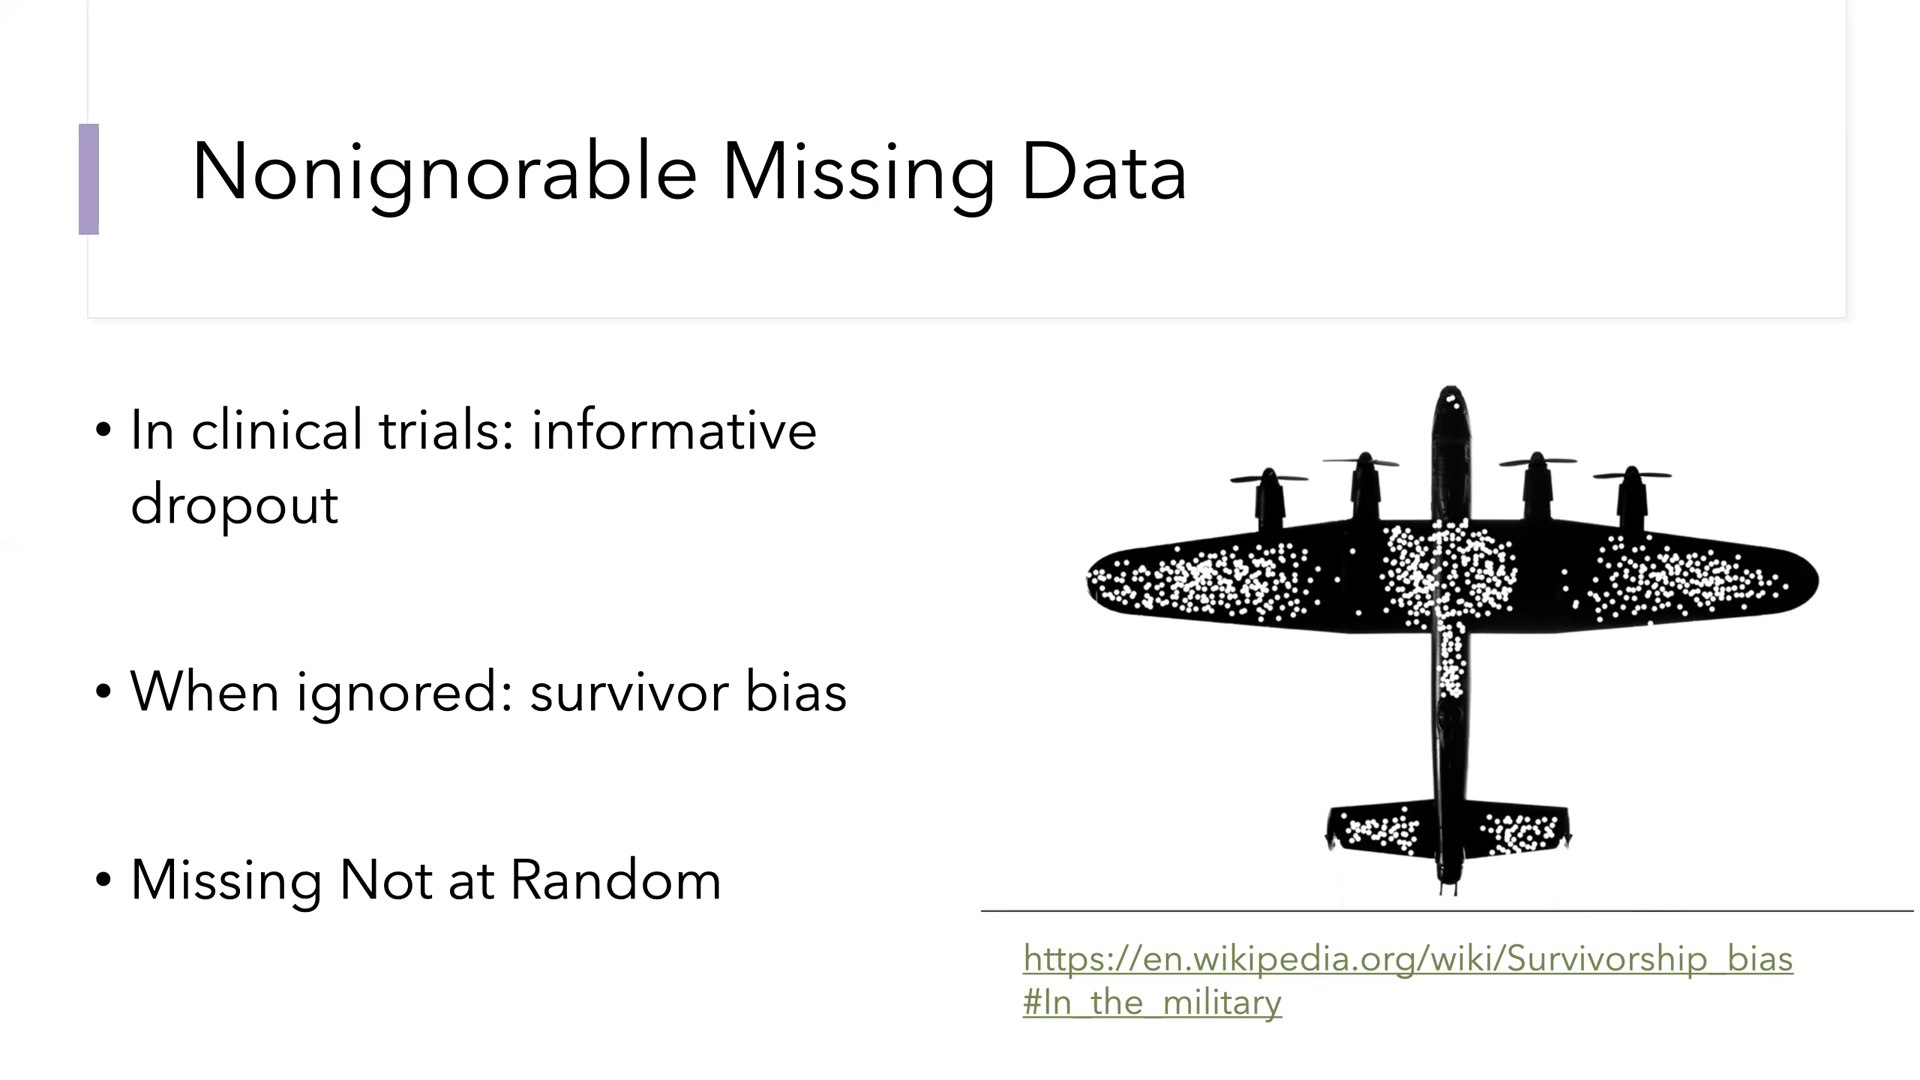 Nonignorable Missing Data
• In clinical trials: informative
dropout
• When ignored: survivor bias
• Missing Not at Random
https://en.wikipedia.org/wiki/Survivorship_bias
#In_the_military